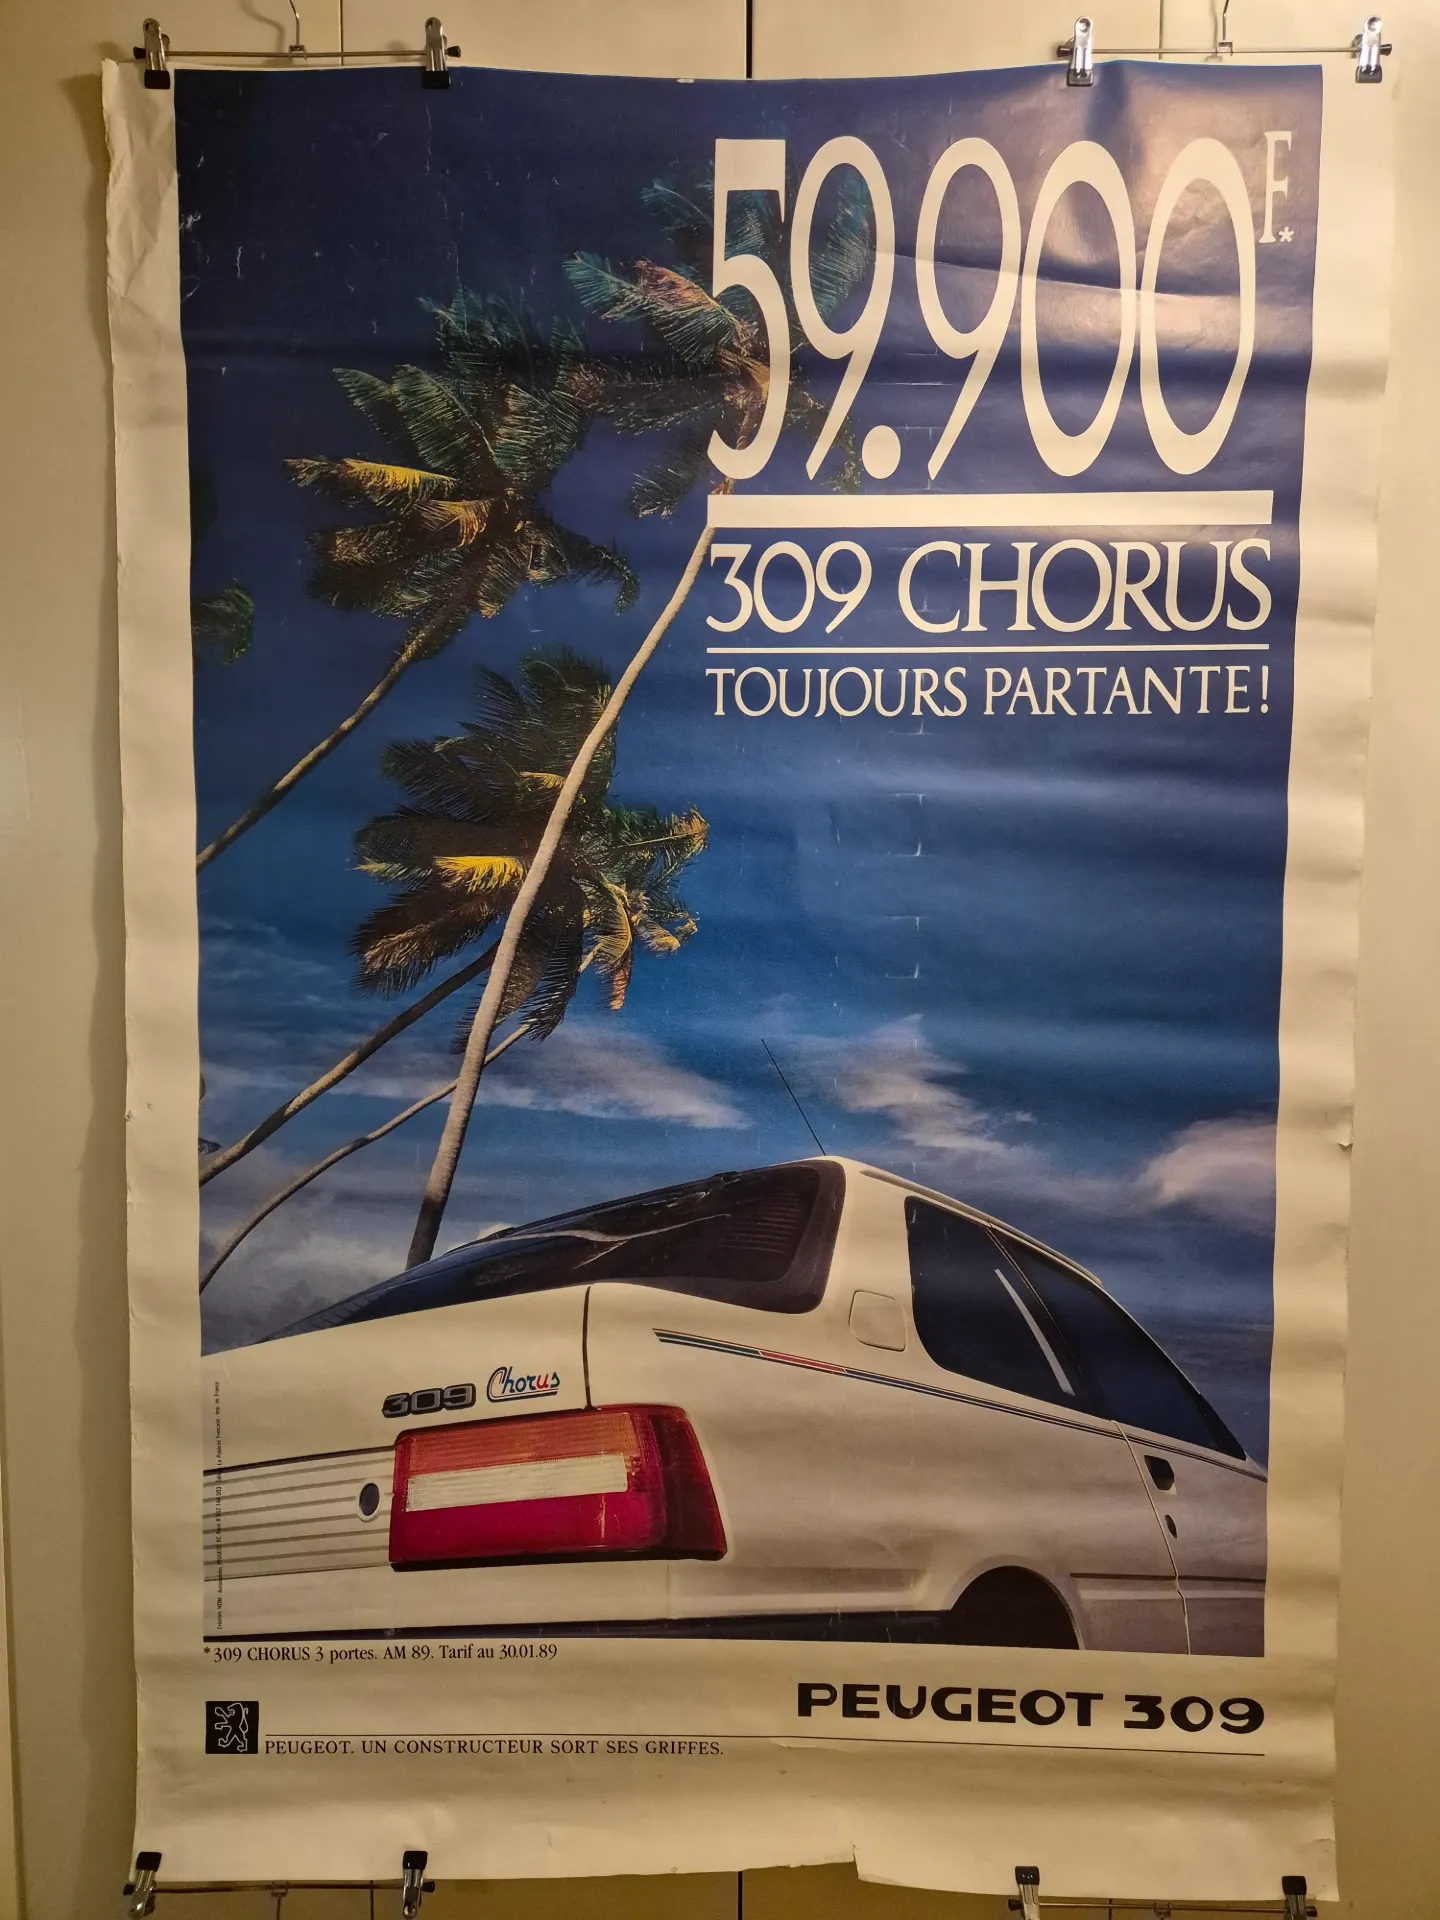 59.900F.*
309 CHORUS
TOUJOURS PARTANTE!
309 Chorus
*309 CHORUS 3 portes. AM 89. Tarif au 30.01.89
PEUGEOT 309
PEUGEOT. UN CONSTRUCTEUR SORT SES GRIFFES.